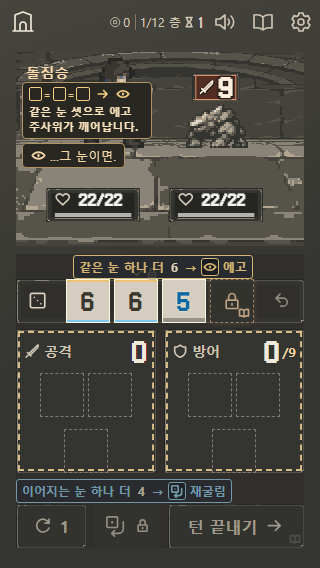 0 1/12 층 1
돌짐승
= =
같은 눈 셋으로 에고
주사위가 깨어납니다.
...그 눈이면.
9
22/22 22/22
같은 눈 하나 더 6 → 에고
6 6 5
공격 0 방어 0/9
이어지는 눈 하나 더 4 → 재굴림
1 턴 끝내기 →